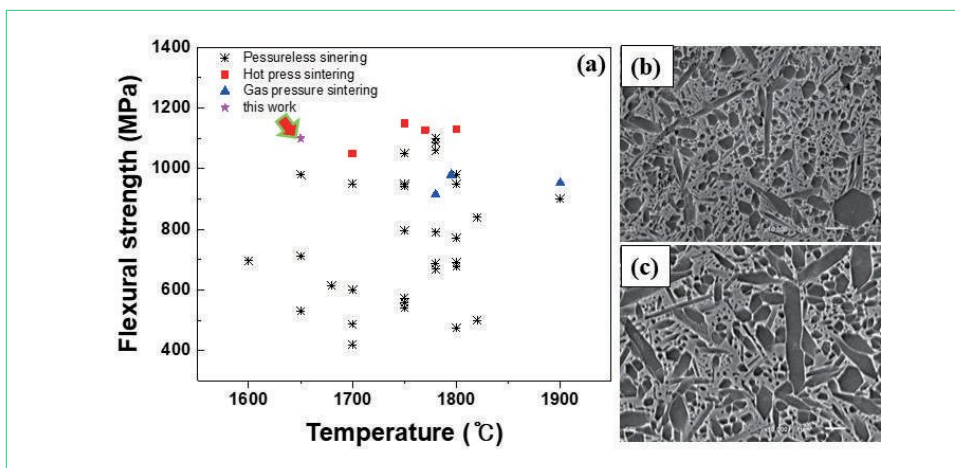 1400
1200
1000
800
600
400
Flexural strength (MPa)
Pessureless sinering
Hot press sintering
Gas pressure sintering
this work
(a)
1600
1700
1800
1900
Temperature (℃)
(b)
(c)